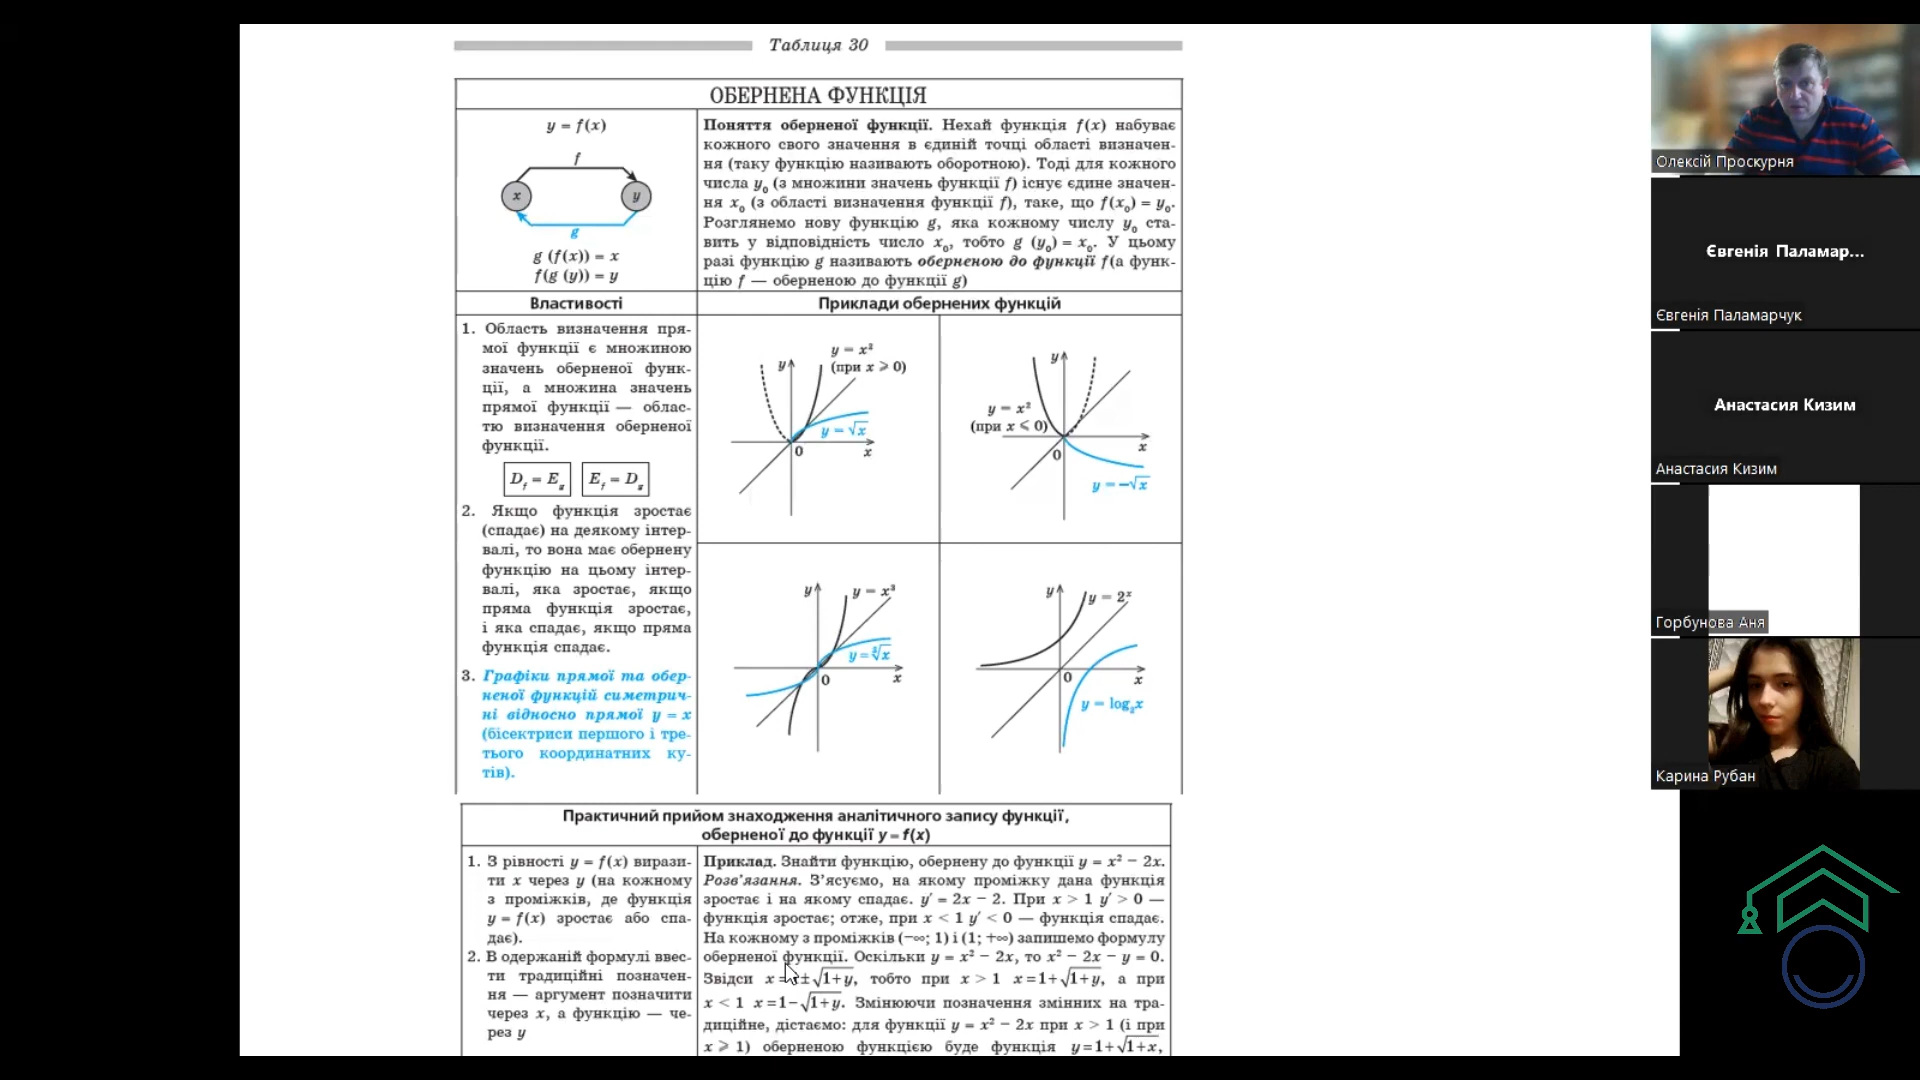 Таблиця 30
ОБЕРНЕНА ФУНКЦІЯ
y = f(x)
f
x
y
g
g (f(x)) = x
f(g (y)) = y
Поняття оберненої функції. Нехай функція f(x) набуває
кожного свого значення в єдиній точці області визначен-
ня (таку функцію називають оборотною). Тоді для кожного
числа y₀ (з множини значень функції f) існує єдине значен-
ня x₀ (з області визначення функції f), таке, що f(x₀) = y₀.
Розглянемо нову функцію g, яка кожному числу y₀ ста-
вить у відповідність число x₀, тобто g (y₀) = x₀. У цьому
разі функцію g називають оберненою до функції f(а функ-
цію f — оберненою до функції g)
Властивості
1. Область визначення пря-
мої функції є множиною
значень оберненої функ-
ції, а множина значень
прямої функції — облас-
тю визначення оберненої
функції.
D_f = E_g
E_f = D_g
2. Якщо функція зростає
(спадає) на деякому інтер-
валі, то вона має обернену
функцію на цьому інтер-
валі, яка зростає, якщо
пряма функція зростає,
і яка спадає, якщо пряма
функція спадає.
3. Графіки прямої та обер-
неної функцій симетрич-
ні відносно прямої y = x
(бісектриси першого і тре-
тього координатних ку-
тів).
Приклади обернених функцій
y = x²
(при x ⩾ 0)
y
y = √x
0
x
y
y = x²
(при x ⩽ 0)
0
x
y = −√x
y
y = x³
y = ∛x
0
x
y
y = 2ˣ
0
x
y = log₂x
Практичний прийом знаходження аналітичного запису функції,
оберненої до функції y = f(x)
1. З рівності y = f(x) вирази-
ти x через y (на кожному
з проміжків, де функція
y = f(x) зростає або спа-
дає).
2. В одержаній формулі ввес-
ти традиційні позначен-
ня — аргумент позначити
через x, а функцію — че-
рез y
Приклад. Знайти функцію, обернену до функції y = x² − 2x.
Розв’язання. З’ясуємо, на якому проміжку дана функція
зростає і на якому спадає. y′ = 2x − 2. При x > 1 y′ > 0 —
функція зростає; отже, при x < 1 y′ < 0 — функція спадає.
На кожному з проміжків (−∞; 1) і (1; +∞) запишемо формулу
оберненої функції. Оскільки y = x² − 2x, то x² − 2x − y = 0.
Звідси x = ±√1+y, тобто при x > 1 x=1+√1+y, а при
x < 1 x=1−√1+y. Змінюючи позначення змінних на тра-
диційне, дістаємо: для функції y = x² − 2x при x > 1 (і при
x ⩾ 1) оберненою функцією буде функція y=1+√1+x,
Олексій Проскурня
Євгенія Паламар...
Євгенія Паламарчук
Анастасия Кизим
Анастасия Кизим
Горбунова Аня
Карина Рубан